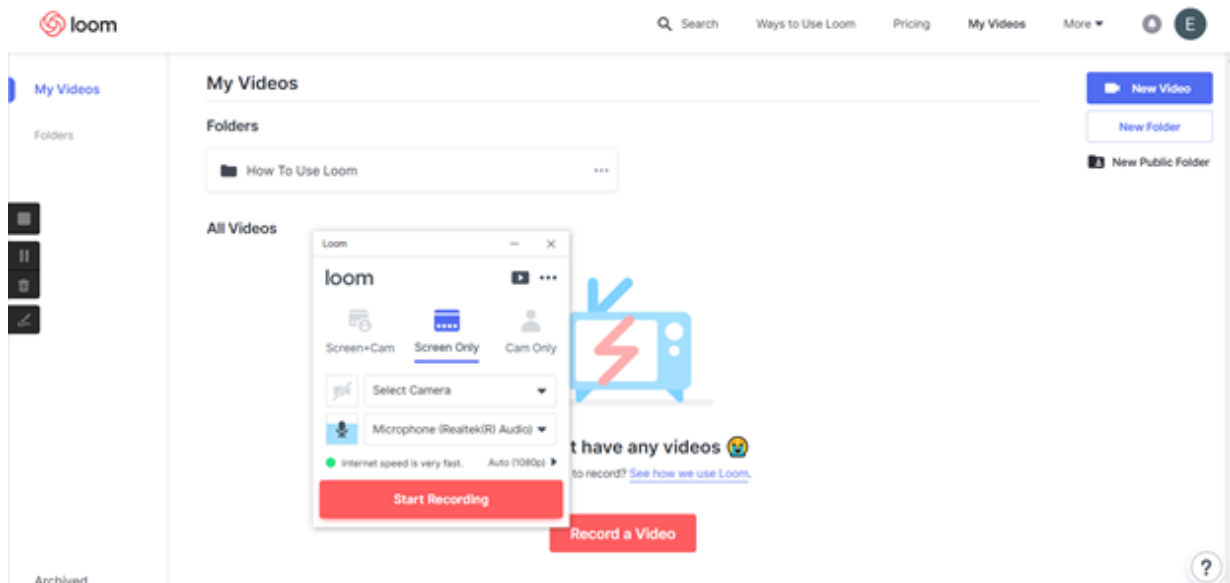 loom
Search
Ways to Use Loom
Pricing
My Videos
More
E
My Videos
Folders
My Videos
Folders
How To Use Loom
New Video
New Folder
New Public Folder
All Videos
Loom
loom
Screen+Cam
Screen Only
Cam Only
Select Camera
Microphone (Realtek(R) Audio)
Internet speed is very fast.
Auto (1080p)
Start Recording
t have any videos 😭
to record? See how we use Loom.
Record a Video
Archived
?